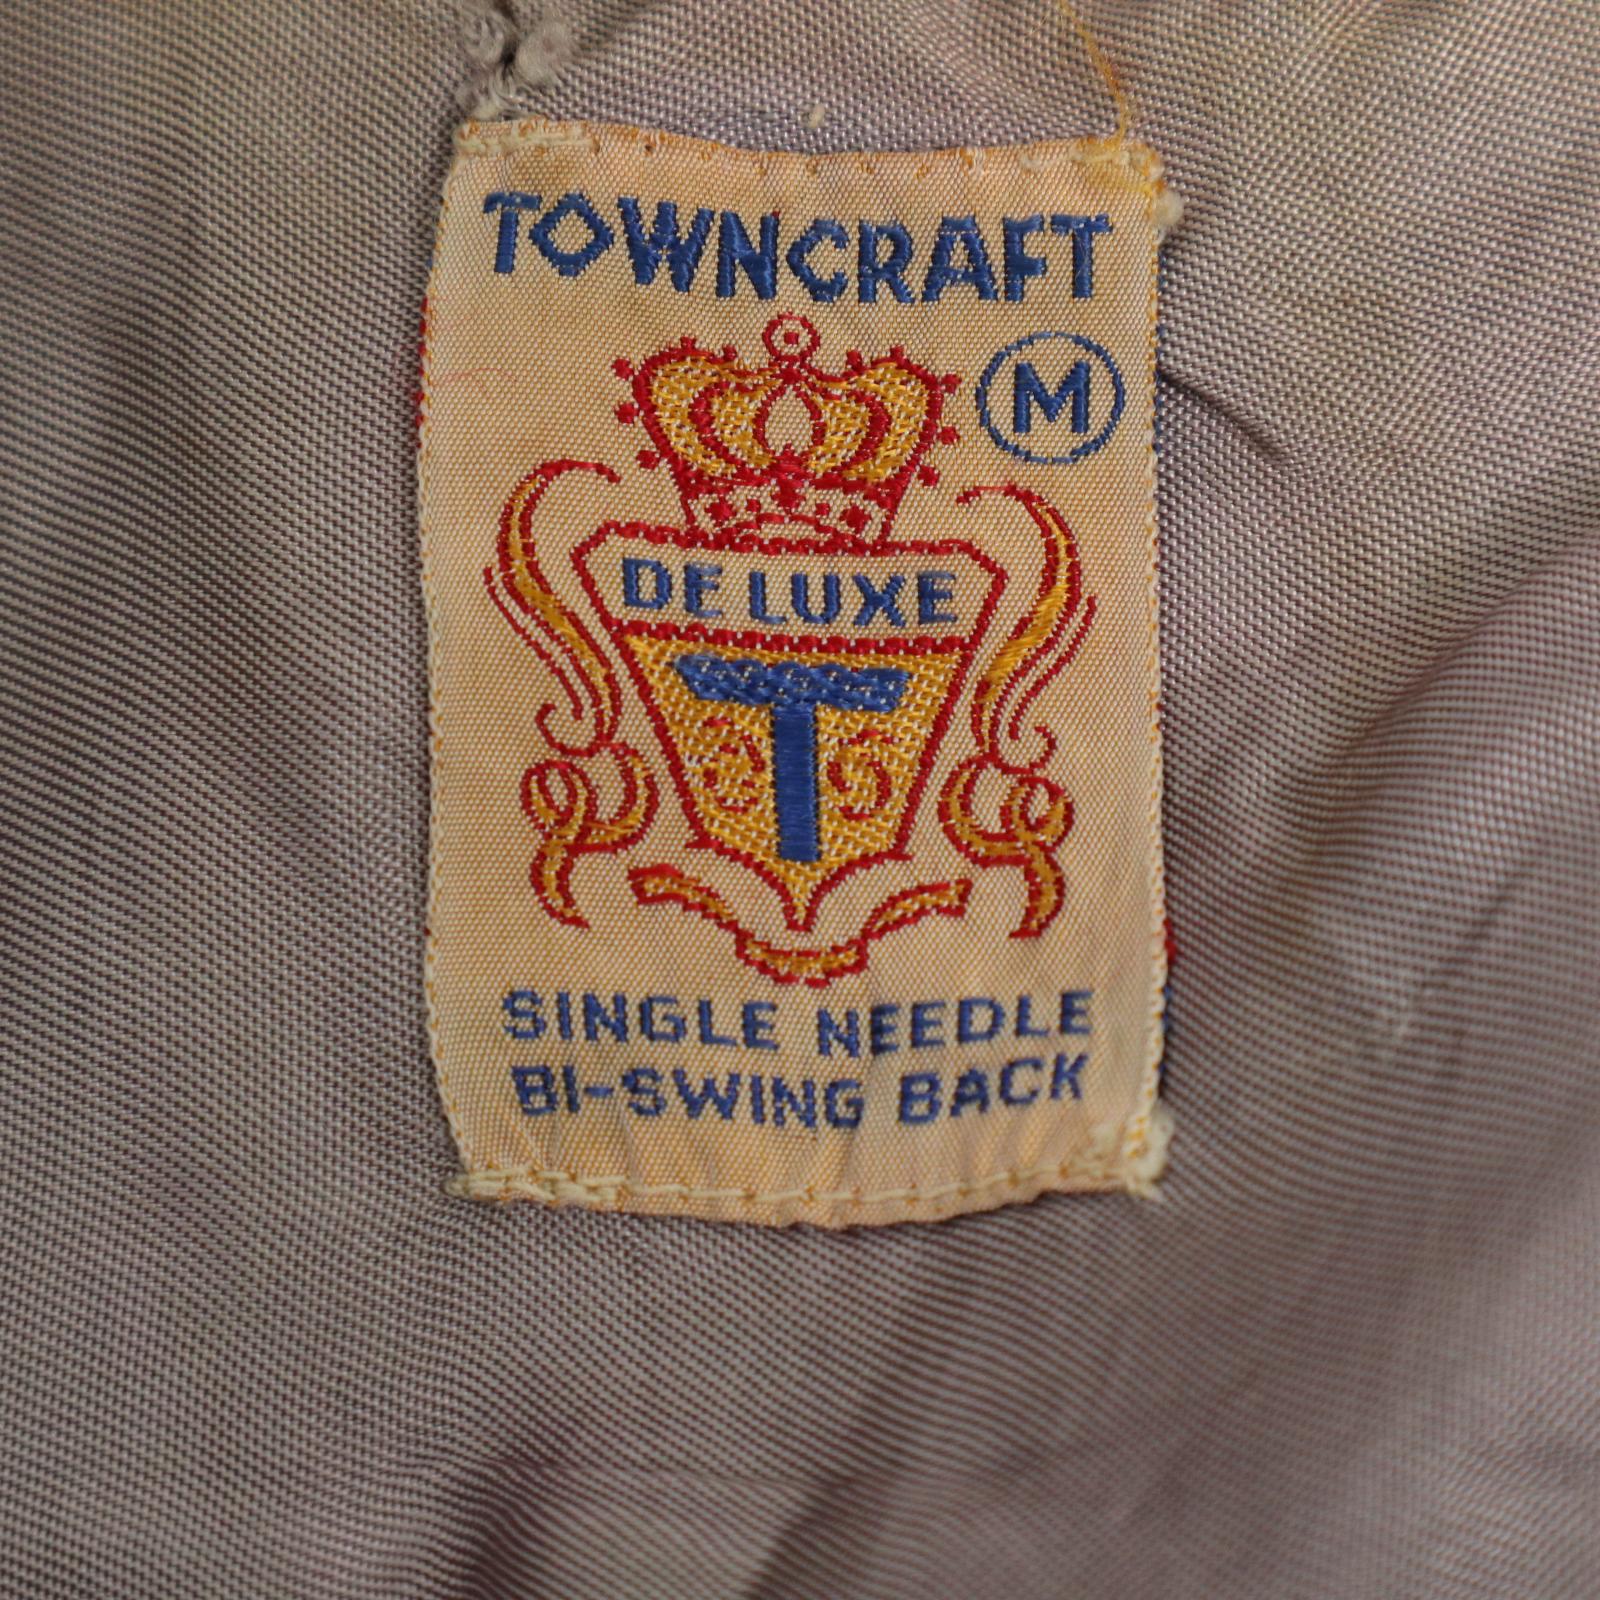 TOWNCRAFT
M
DE LUXE
T
SINGLE NEEDLE
BI-SWING BACK